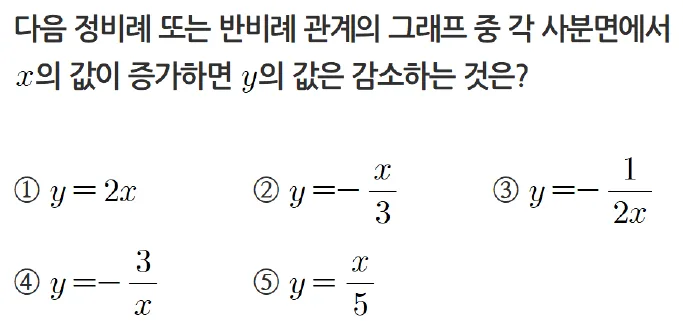 다음 정비례 또는 반비례 관계의 그래프 중 각 사분면에서
x의 값이 증가하면 y의 값은 감소하는 것은?
① y = 2x ② y = − x/3 ③ y = − 1/2x
④ y = − 3/x ⑤ y = x/5